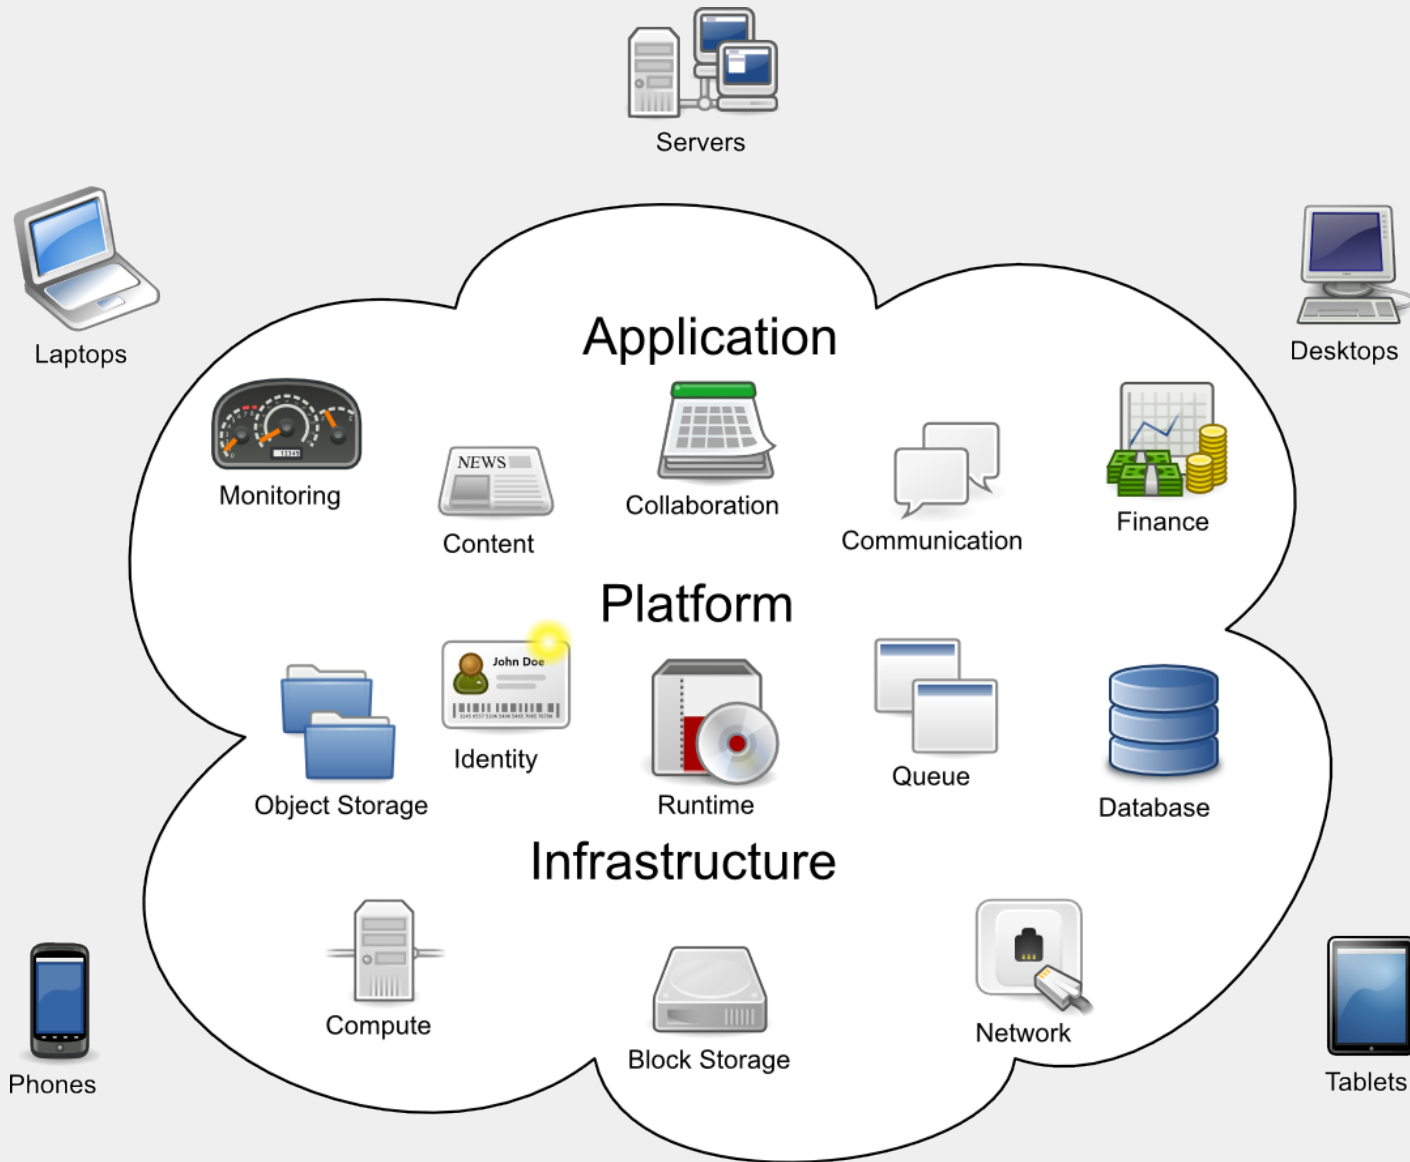 Servers
Laptops
Desktops
Application
Monitoring
NEWS
Content
Collaboration
Communication
Finance
Platform
John Doe
Object Storage
Identity
Runtime
Queue
Database
Infrastructure
Compute
Block Storage
Network
Phones
Tablets